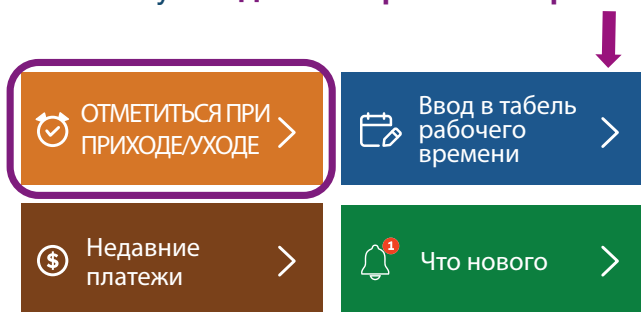 ОТМЕТИТЬСЯ ПРИ
ПРИХОДЕ/УХОДЕ
Ввод в табель
рабочего
времени
Недавние
платежи
1
Что нового